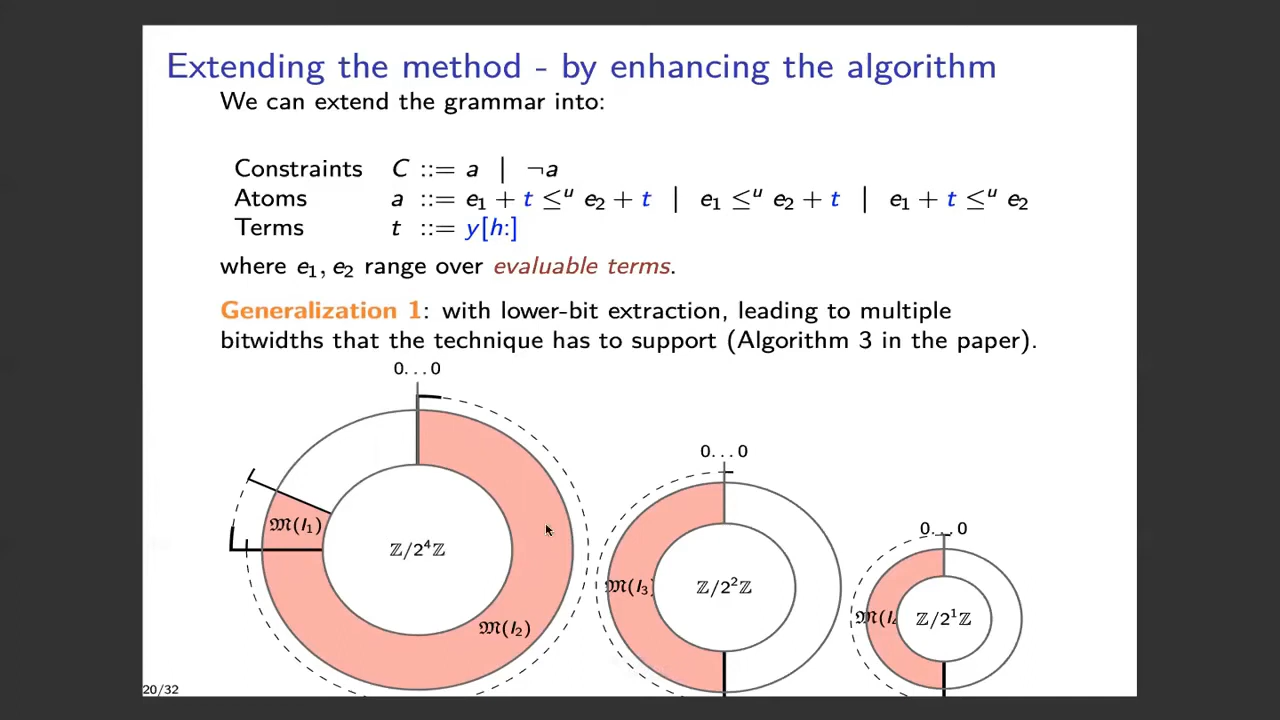 Extending the method - by enhancing the algorithm
We can extend the grammar into:
Constraints C ::= a | ¬a
Atoms a ::= e₁ + t ≤ᵘ e₂ + t | e₁ ≤ᵘ e₂ + t | e₁ + t ≤ᵘ e₂
Terms t ::= y[h:]
where e₁, e₂ range over evaluable terms.
Generalization 1: with lower-bit extraction, leading to multiple
bitwidths that the technique has to support (Algorithm 3 in the paper).
0...0
0...0
0...0
𝔐(I₁)
ℤ/2⁴ℤ
𝔐(I₂)
𝔐(I₃)
ℤ/2²ℤ
𝔐(I
ℤ/2¹ℤ
20/32